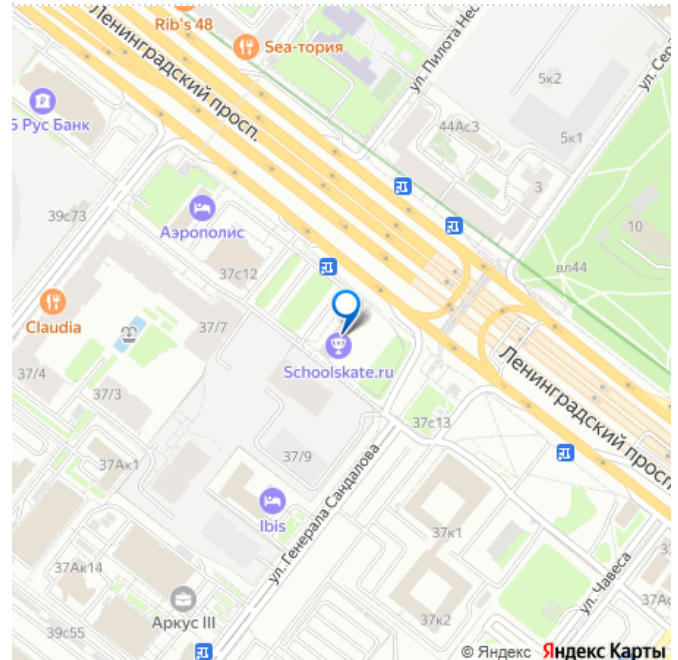 Rib's 48
Sea-тория
Ленинградский просп.
ул. Пилота Нес
ул. Сера
5к2
5к1
44Ас3
Б Рус Банк
3
10
вл44
39с73
Аэрополис
37с12
Claudia
37/7
37/4
37/3
Schoolskate.ru
Ленинградский просп.
37с13
37Ак1
37/9
ул. Генерала Сандалова
Ibis
37к1
37Ак14
Аркус III
37к2
ул. Чавеса
39с55
© Яндекс Яндекс Карты